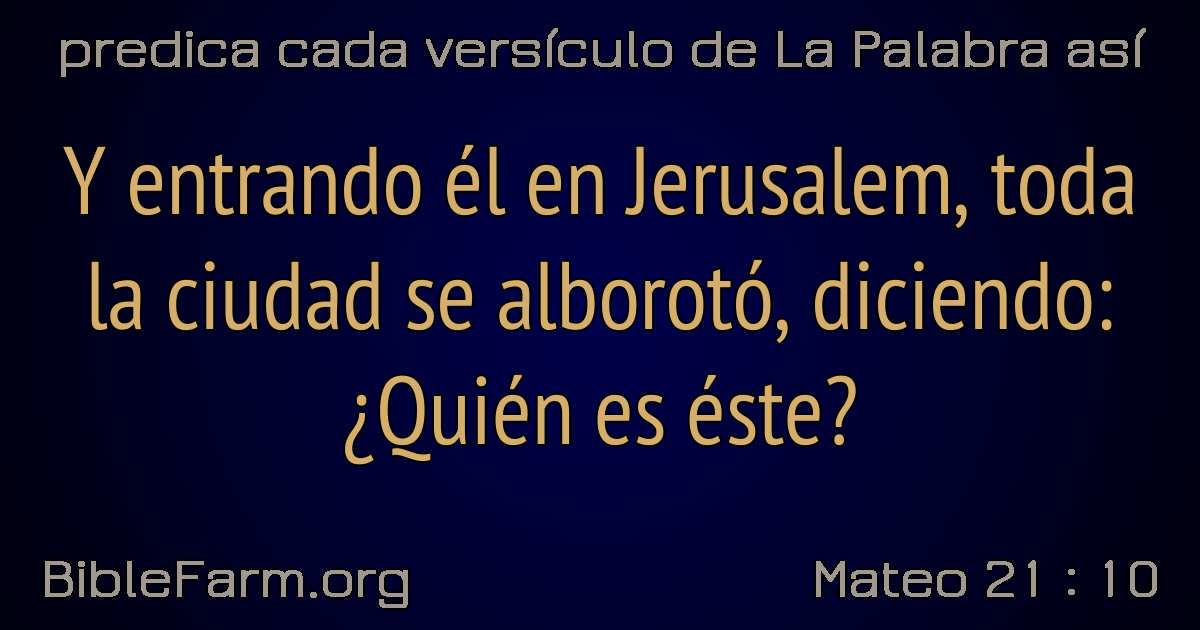 predica cada versículo de La Palabra así
Y entrando él en Jerusalem, toda
la ciudad se alborotó, diciendo:
¿Quién es éste?
BibleFarm.org
Mateo 21 : 10